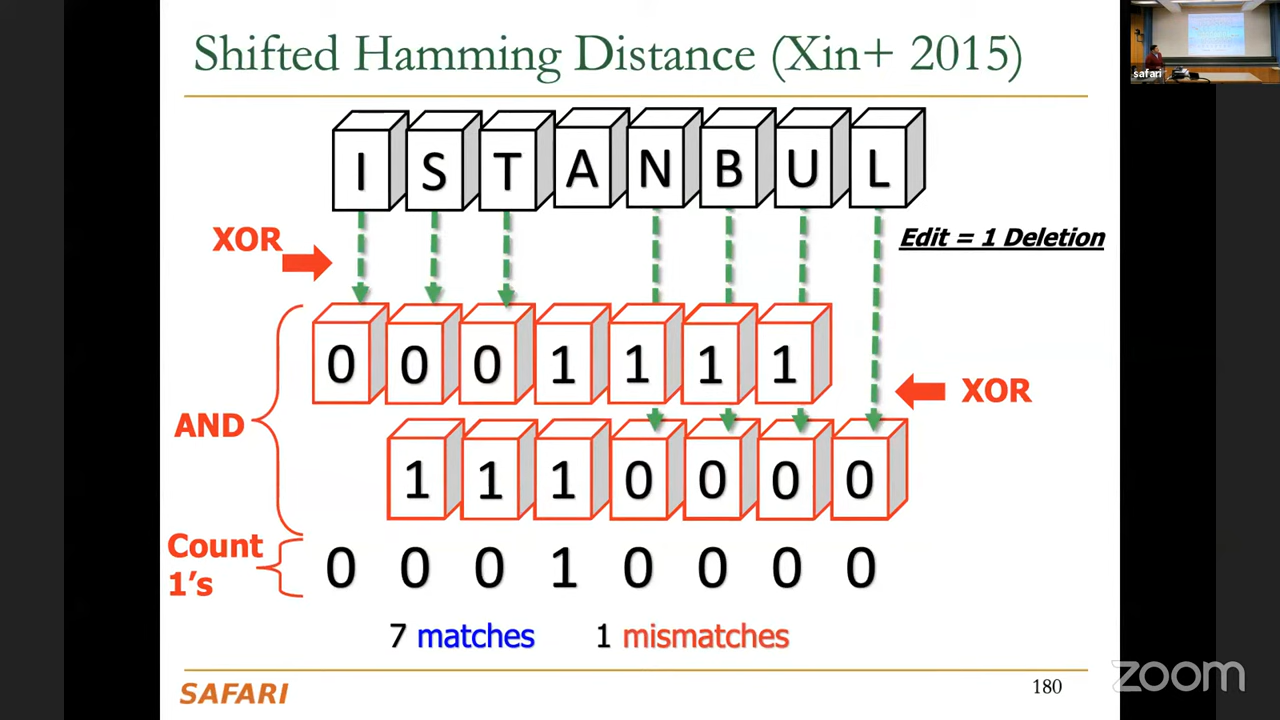 Shifted Hamming Distance (Xin+ 2015)
safari
I S T A N B U L
XOR
Edit = 1 Deletion
0 0 0 1 1 1 1
XOR
AND
1 1 1 0 0 0 0
Count
1's
0 0 0 1 0 0 0 0
7 matches 1 mismatches
SAFARI
180
zoom